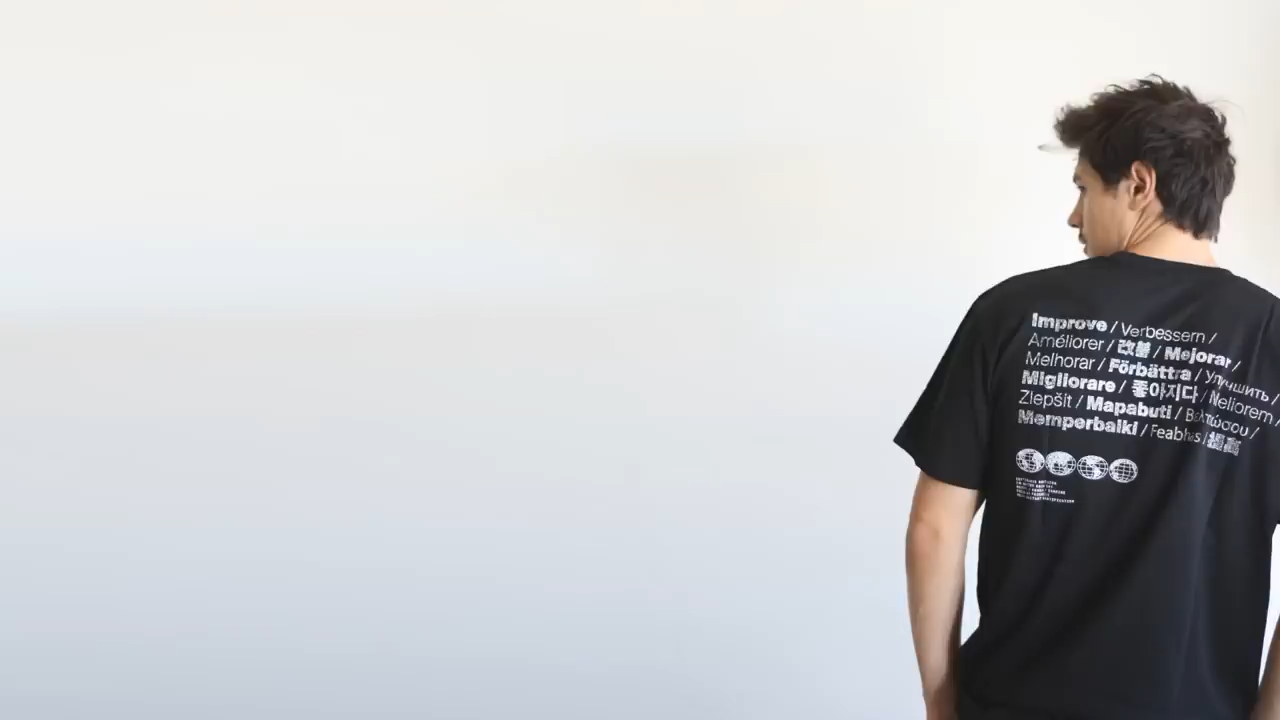 Improve / Verbessern /
Améliorer / 改善 / Mejorar /
Melhorar / Förbättra / Улучшить /
Migliorare / 좋아지다 / Neliorem /
Zlepšit / Mapabuti / Βελτιώσου /
Memperbaiki / Feabhas /